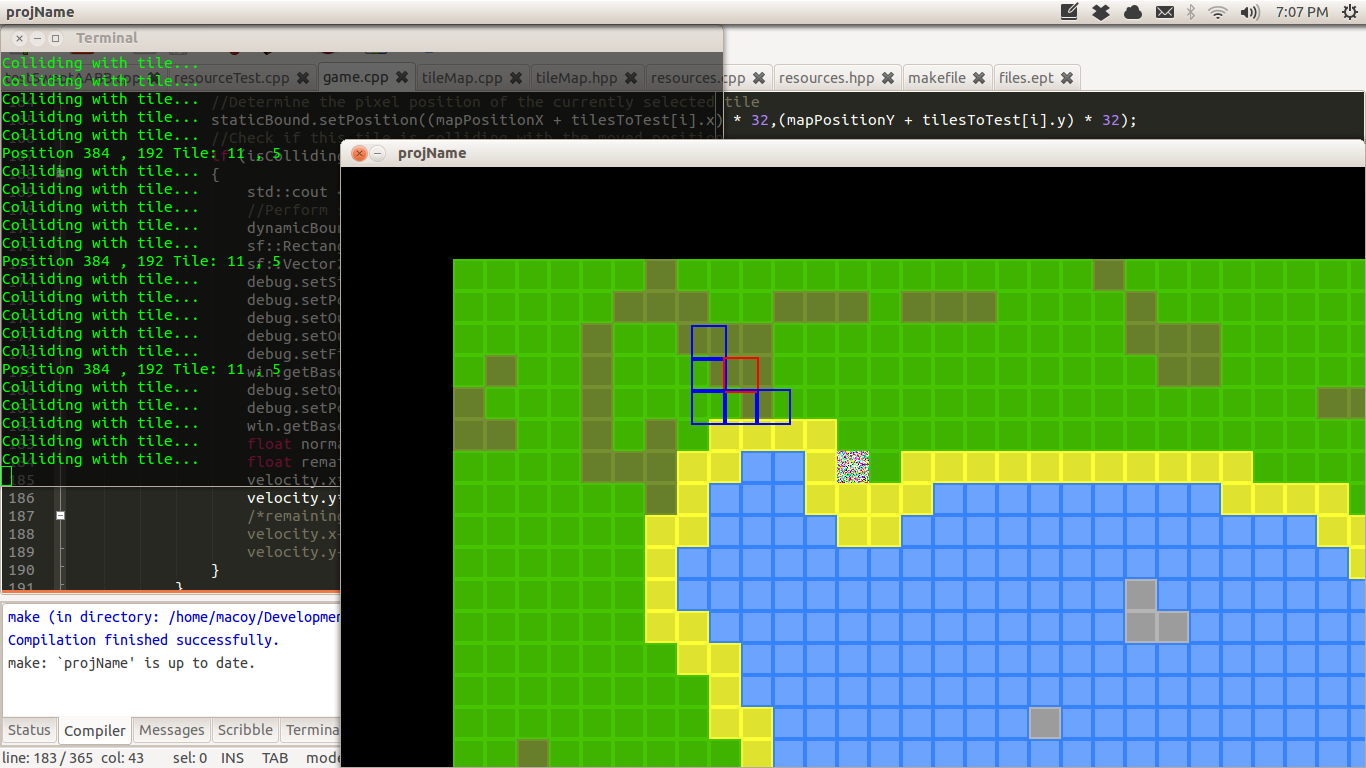 projName
7:07 PM
Terminal
resourceTest.cpp
game.cpp
tileMap.cpp
tileMap.hpp
resources.cpp
resources.hpp
makefile
files.ept
Colliding with tile...
Colliding with tile...
Colliding with tile...
Colliding with tile...
Colliding with tile...
Position 384 , 192 Tile: 11 , 5
Colliding with tile...
Colliding with tile...
Colliding with tile...
Colliding with tile...
Colliding with tile...
Position 384 , 192 Tile: 11 , 5
Colliding with tile...
Colliding with tile...
Colliding with tile...
Colliding with tile...
Colliding with tile...
Position 384 , 192 Tile: 11 , 5
Colliding with tile...
Colliding with tile...
Colliding with tile...
Colliding with tile...
Colliding with tile...
//Determine the pixel position of the currently selected tile
staticBound.setPosition((mapPositionX + tilesToTest[i].x) * 32,(mapPositionY + tilesToTest[i].y) * 32);
//Check if this tile is colliding with the moved position
if (isCollidin
{
std::cout <
//Perform
dynamicBoun
sf::Rectan
sf::Vector2
debug.setS
debug.setPo
debug.setOu
debug.setOu
debug.setF
win.getBase
debug.setOu
debug.setPo
win.getBase
float norma
float rema
185 velocity.x
186 velocity.y
187 /*remaining
188 velocity.x
189 velocity.y
190 }
191 }
projName
make (in directory: /home/macoy/Developme
Compilation finished successfully.
make: `projName' is up to date.
Status
Compiler
Messages
Scribble
Termina
line: 183 / 365 col: 43 sel: 0 INS TAB mode